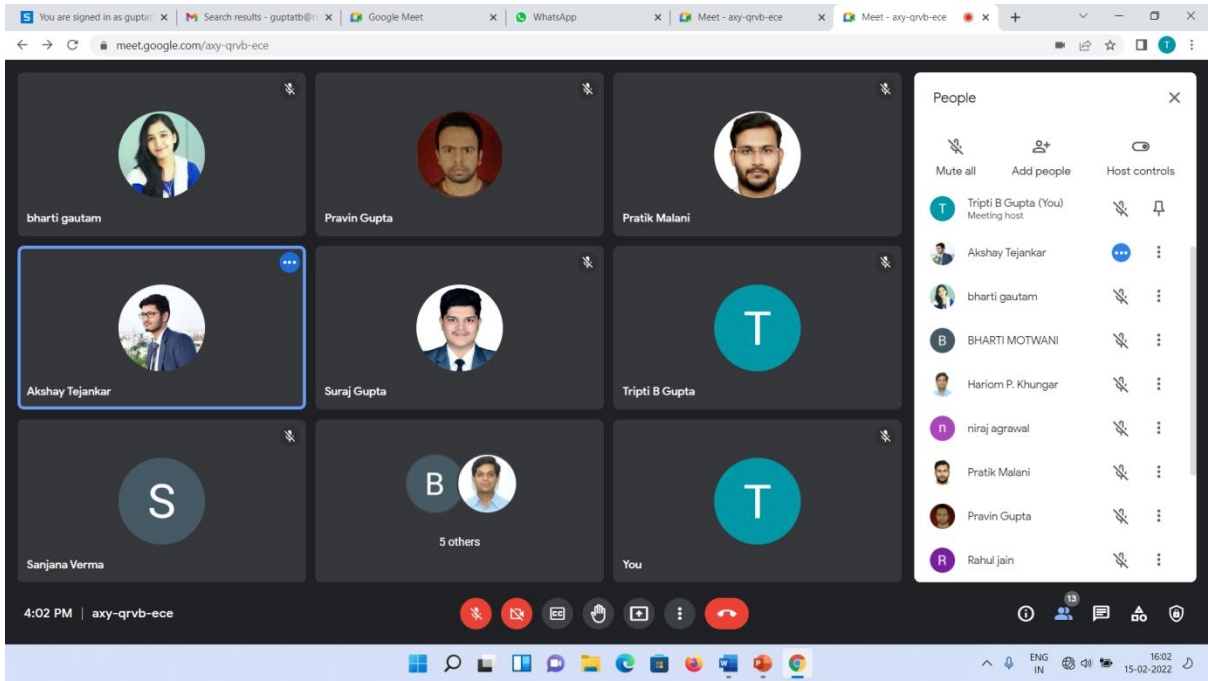 You are signed in as guptat
Search results - guptatb@r
Google Meet
WhatsApp
Meet - axy-qrvb-ece
Meet - axy-qrvb-ece
meet.google.com/axy-qrvb-ece
T
bharti gautam
Pravin Gupta
Pratik Malani
Akshay Tejankar
Suraj Gupta
T
Tripti B Gupta
S
Sanjana Verma
B
5 others
T
You
People
Mute all
Add people
Host controls
T
Tripti B Gupta (You)
Meeting host
Akshay Tejankar
bharti gautam
B
BHARTI MOTWANI
Hariom P. Khungar
n
niraj agrawal
Pratik Malani
Pravin Gupta
R
Rahul jain
4:02 PM | axy-qrvb-ece
CC
13
ENG
IN
16:02
15-02-2022